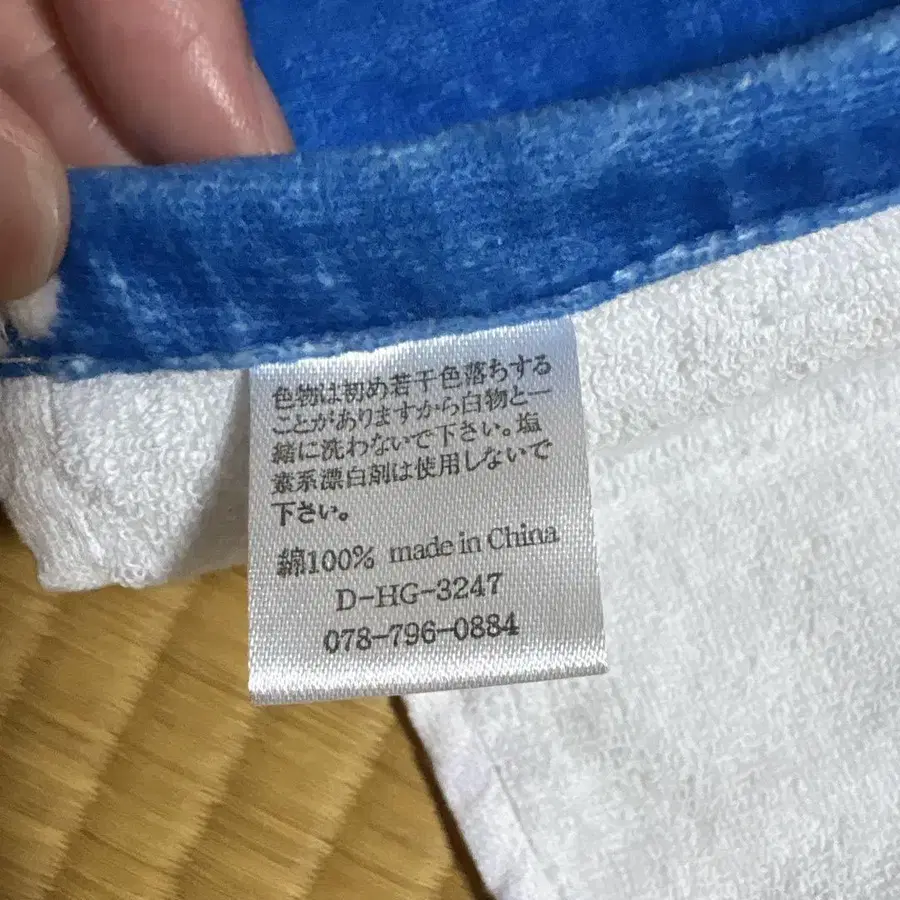 色物は初め若干色落ちする
ことがありますから白物と一
緒に洗わないで下さい。塩
素系漂白剤は使用しないで
下さい。
綿100% made in China
D-HG-3247
078-796-0884